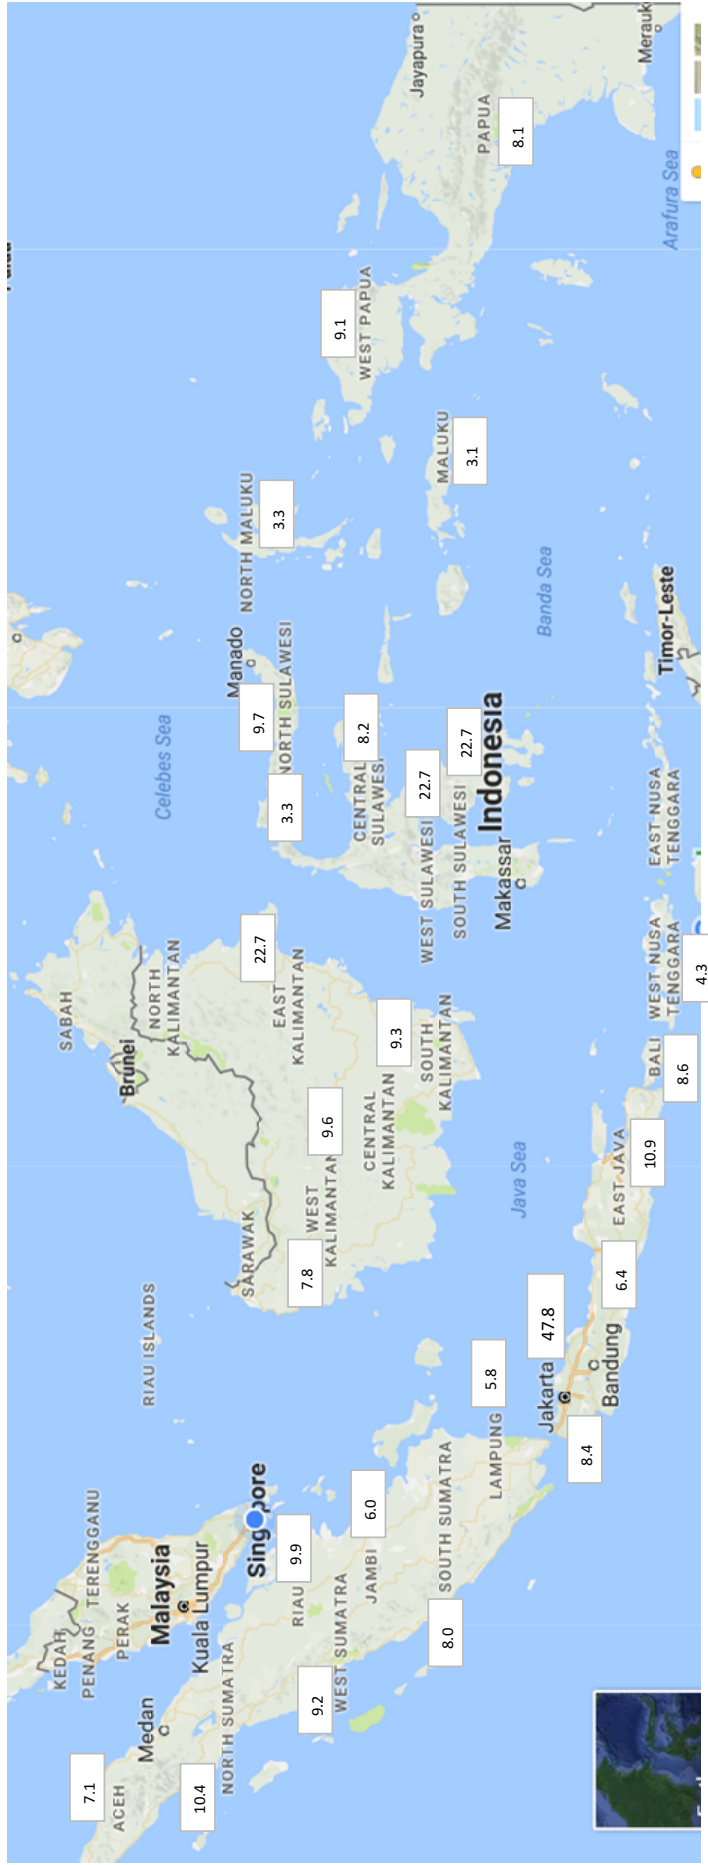 KEDAH
PENANG
TERENGGANU
PERAK
Malaysia
Kuala Lumpur
7.1
ACEH
Medan
10.4
NORTH SUMATRA
Singpore
RIAU
9.9
9.2
WEST SUMATRA
JAMBI
6.0
SOUTH SUMATRA
8.0
LAMPUNG
5.8
RIAU ISLANDS
SABAH
Brunei
NORTH
KALIMANTAN
SARAWAK
22.7
EAST
KALIMANTAN
7.8
WEST
KALIMANTAN
9.6
CENTRAL
KALIMANTAN
9.3
SOUTH
KALIMANTAN
Java Sea
Jakarta
47.8
8.4
Bandung
6.4
EAST JAVA
10.9
BALI
8.6
WEST NUSA
TENGGARA
4.3
EAST NUSA
TENGGARA
Timor-Leste
Celebes Sea
Manado
9.7
NORTH SULAWESI
3.3
CENTRAL
SULAWESI
8.2
WEST SULAWESI
22.7
SOUTH SULAWESI
22.7
Indonesia
Makassar
Banda Sea
NORTH MALUKU
3.3
MALUKU
3.1
9.1
WEST PAPUA
Jayapura
PAPUA
8.1
Merauk
Arafura Sea